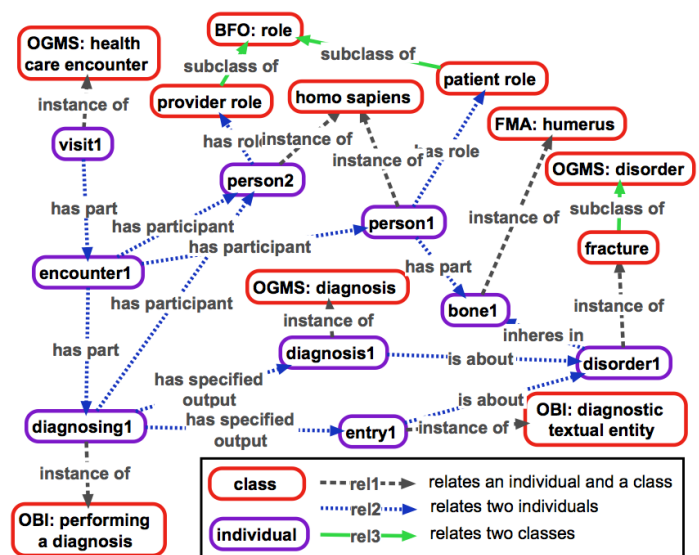 BFO: role
OGMS: health
care encounter
subclass of
subclass of
patient role
provider role
homo sapiens
instance of
FMA: humerus
has role
instance of
has role
visit1
instance of
OGMS: disorder
person2
person1
instance of
subclass of
has participant
has part
has participant
fracture
encounter1
has part
OGMS: diagnosis
has participant
instance of
bone1
instance of
inheres in
has part
diagnosis1
is about
disorder1
has specified
output
is about
OBI: diagnostic
textual entity
diagnosing1
has specified
output
entry1
instance of
instance of
class
rel1
relates an individual and a class
rel2
relates two individuals
OBI: performing
a diagnosis
individual
rel3
relates two classes